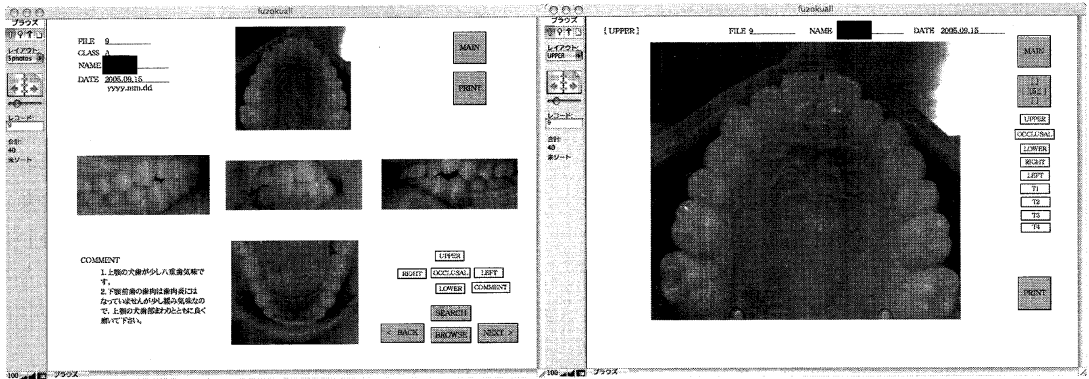 fuzokuall
ブラウズ
レイアウト
5photos
レコード:
9
合計:
40
未ソート
FILE 9
CLASS A
NAME
DATE 2005.09.15
yyyy.mm.dd
MAIN
PRINT
COMMENT
1.上顎の犬歯が少し八重歯気味で
す。
2.下顎前歯の歯肉は歯肉炎には
なっていませんが少し緩み気味なの
で、上顎の犬歯部まわりとともに良く
磨いて下さい。
UPPER
RIGHT OCCLUSAL LEFT
LOWER COMMENT
SEARCH
< BACK BROWSE NEXT >
100 ブラウズ
fuzokuall
ブラウズ
レイアウト
UPPER
レコード:
9
合計:
40
未ソート
[UPPER] FILE 9 NAME DATE 2005.09.15
MAIN
UPPER
OCCLUSAL
LOWER
RIGHT
LEFT
T1
T2
T3
T4
PRINT
100 ブラウズ